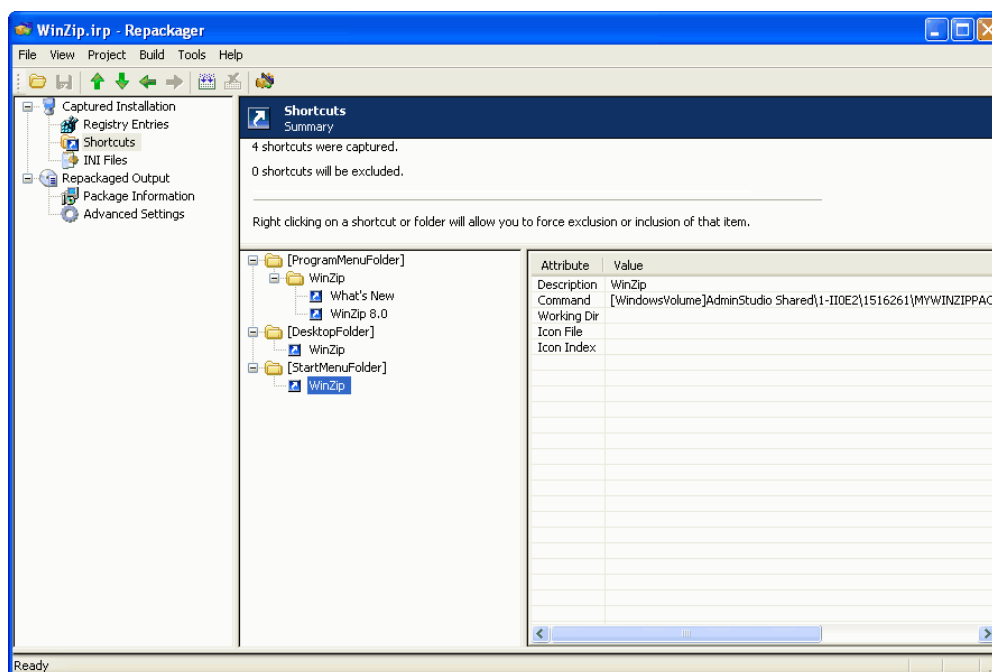 WinZip.irp - Repackager
File View Project Build Tools Help
Captured Installation
Registry Entries
Shortcuts
INI Files
Repackaged Output
Package Information
Advanced Settings
Shortcuts
Summary
4 shortcuts were captured.
0 shortcuts will be excluded.
Right clicking on a shortcut or folder will allow you to force exclusion or inclusion of that item.
[ProgramMenuFolder]
WinZip
What's New
WinZip 8.0
[DesktopFolder]
WinZip
[StartMenuFolder]
WinZip
Attribute Value
Description WinZip
Command [WindowsVolume]AdminStudio Shared\1-II0E2\1516261\MYWINZIPPAC
Working Dir
Icon File
Icon Index
Ready